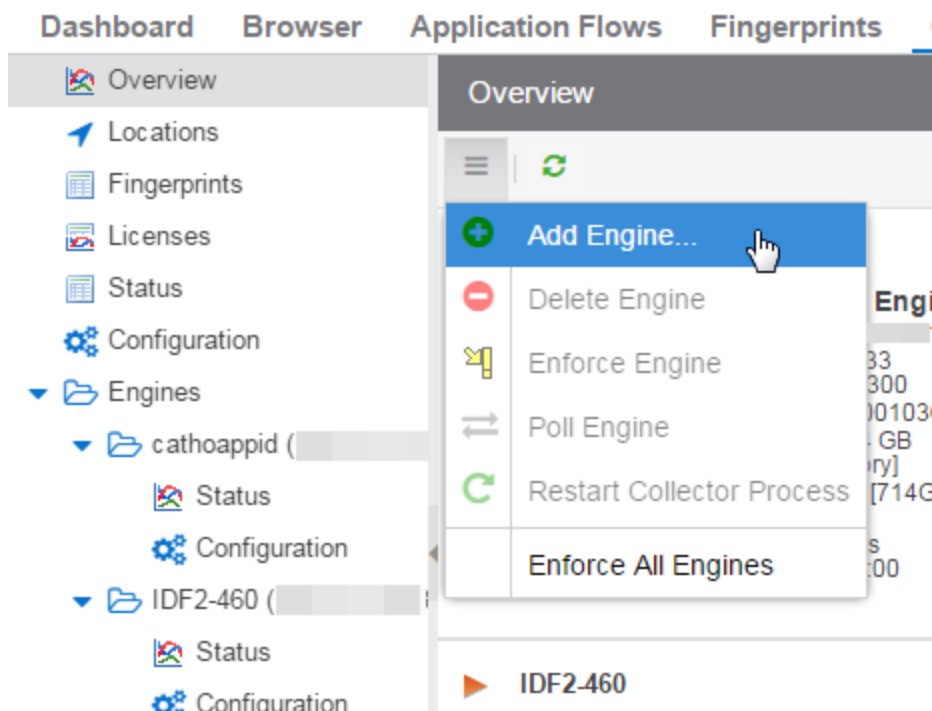 Dashboard Browser Application Flows Fingerprints
Overview
Locations
Fingerprints
Licenses
Status
Configuration
Engines
cathoappid (
Status
Configuration
IDF2-460 (
Status
Configuration
Overview
Add Engine...
Delete Engine
Enforce Engine
Poll Engine
Restart Collector Process
Enforce All Engines
Engi
33
300
00103
GB
ory]
[714G
s
:00
IDF2-460